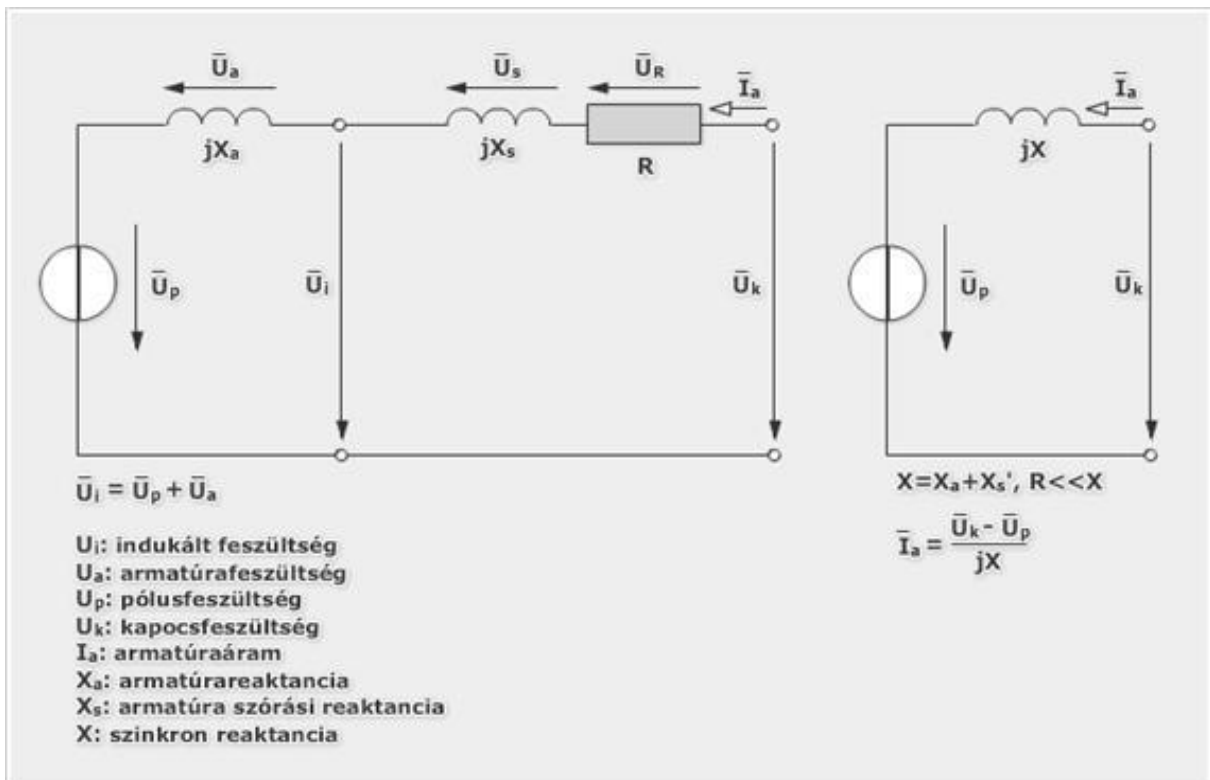 Ūa
Ūs
ŪR
Īa
jXa
jXs
R
Ūp
Ūi
Ūk
Ūi = Ūp + Ūa
Ui: indukált feszültség
Ua: armatúrafeszültség
Up: pólusfeszültség
Uk: kapocsfeszültség
Ia: armatúraáram
Xa: armatúrareaktancia
Xs: armatúra szórási reaktancia
X: szinkron reaktancia
Īa
jX
Ūp
Ūk
X=Xa+Xs', R<<X
Īa = Ūk - Ūp
jX